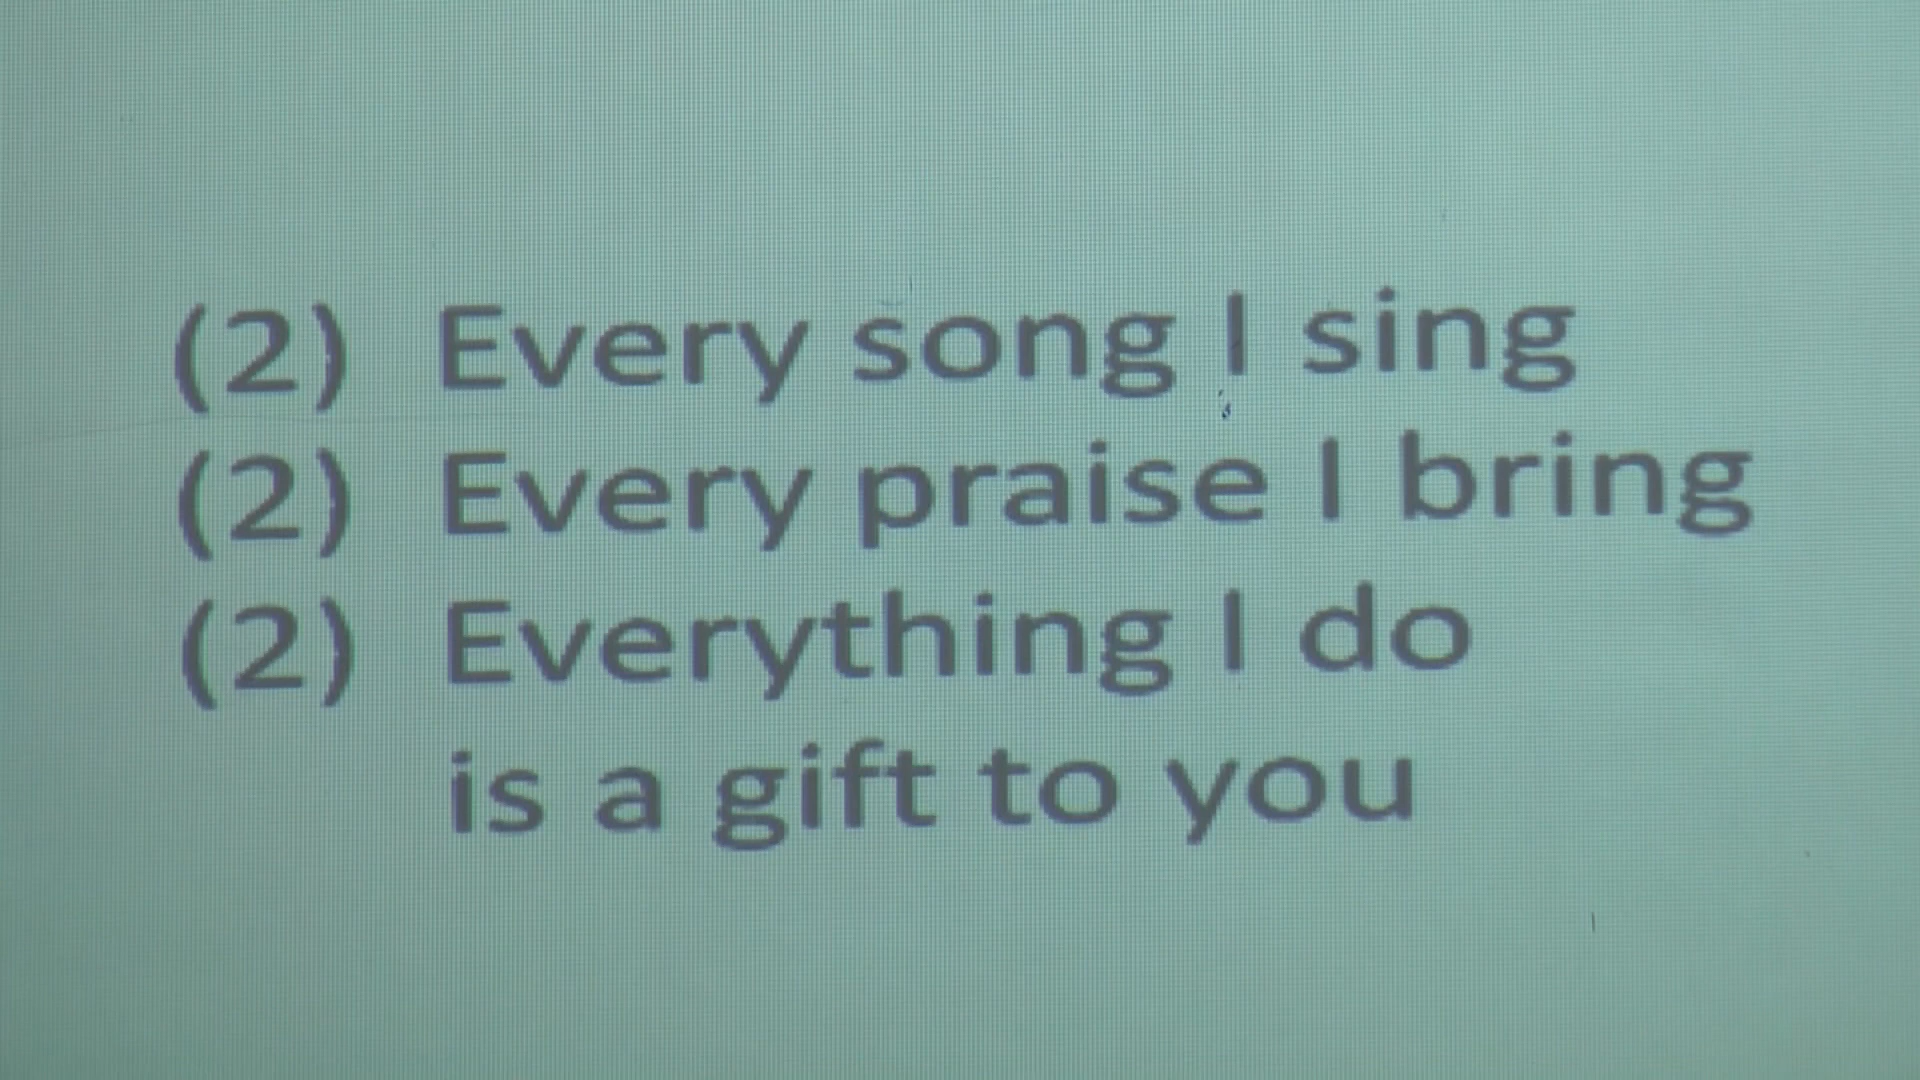 (2) Every song I sing
(2) Every praise I bring
(2) Everything I do
is a gift to you